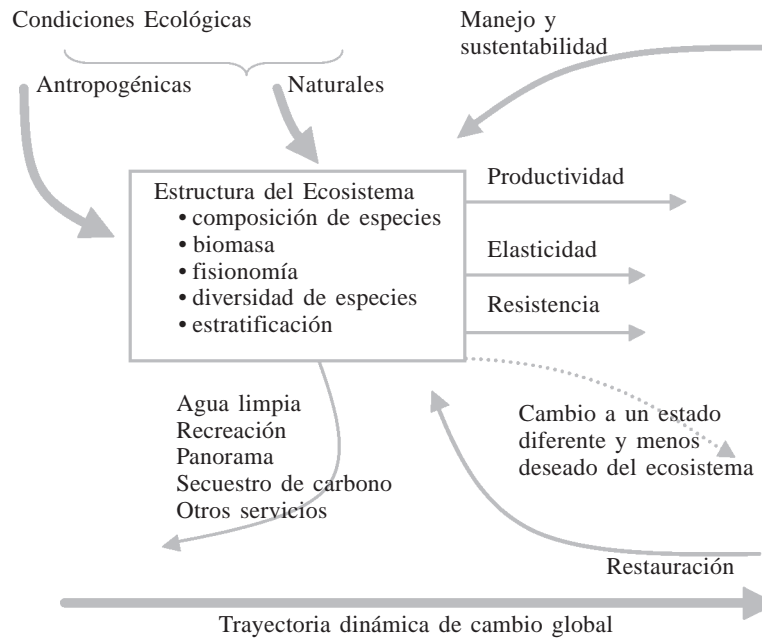 Condiciones Ecológicas
Antropogénicas
Naturales
Manejo y
sustentabilidad
Estructura del Ecosistema
• composición de especies
• biomasa
• fisionomía
• diversidad de especies
• estratificación
Productividad
Elasticidad
Resistencia
Agua limpia
Recreación
Panorama
Secuestro de carbono
Otros servicios
Cambio a un estado
diferente y menos
deseado del ecosistema
Restauración
Trayectoria dinámica de cambio global